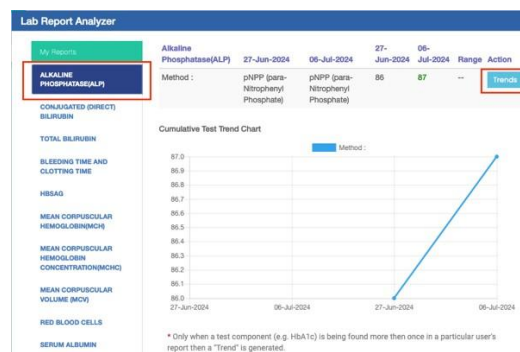 Lab Report Analyzer
My Reports
ALKALINE
PHOSPHATASE(ALP)
CONJUGATED (DIRECT)
BILIRUBIN
TOTAL BILIRUBIN
BLEEDING TIME AND
CLOTTING TIME
HBSAG
MEAN CORPUSCULAR
HEMOGLOBIN(MCH)
MEAN CORPUSCULAR
HEMOGLOBIN
CONCENTRATION(MCHC)
MEAN CORPUSCULAR
VOLUME (MCV)
RED BLOOD CELLS
SERUM ALBUMIN
Alkaline
Phosphatase(ALP) 27-Jun-2024 06-Jul-2024 27-
Jun-2024 06-
Jul-2024 Range Action
Method : pNPP (para-
Nitrophenyl
Phosphate) pNPP (para-
Nitrophenyl
Phosphate) 86 87 -- Trends
Cumulative Test Trend Chart
Method :
87.0
86.9
86.8
86.7
86.6
86.5
86.4
86.3
86.2
86.1
86.0
27-Jun-2024 06-Jul-2024 27-Jun-2024 06-Jul-2024
* Only when a test component (e.g. HbA1c) is being found more then once in a particular user's
report then a "Trend" is generated.